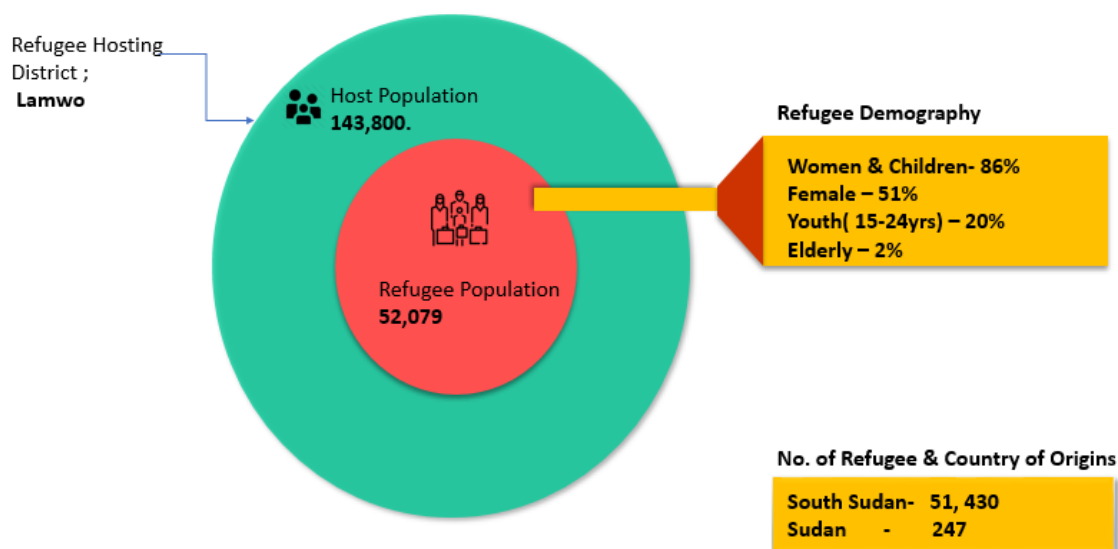 Refugee Hosting
District ;
Lamwo
Host Population
143,800.
Refugee Population
52,079
Refugee Demography
Women & Children- 86%
Female – 51%
Youth( 15-24yrs) – 20%
Elderly – 2%
No. of Refugee & Country of Origins
South Sudan- 51, 430
Sudan - 247